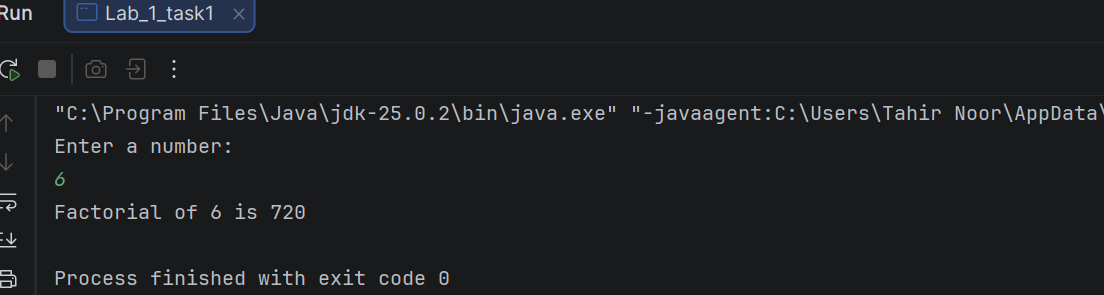 Run Lab_1_task1
"C:\Program Files\Java\jdk-25.0.2\bin\java.exe" "-javaagent:C:\Users\Tahir Noor\AppData\
Enter a number:
6
Factorial of 6 is 720
Process finished with exit code 0